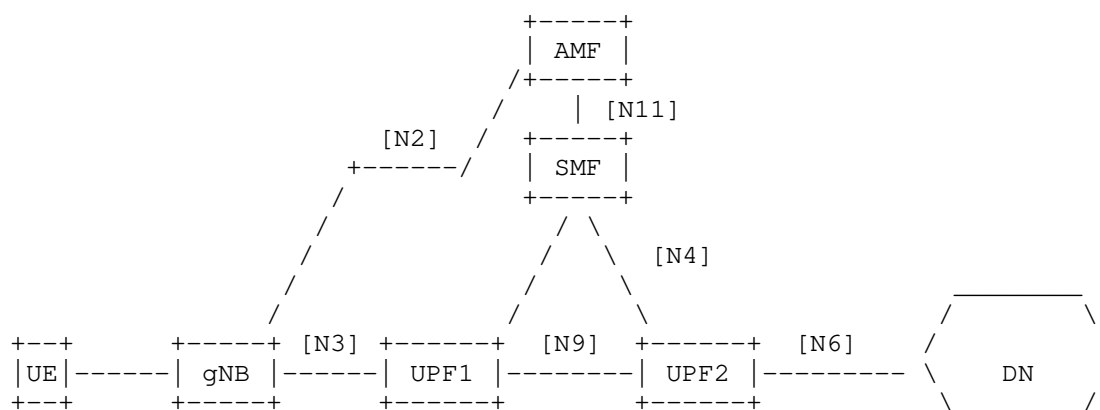 AMF
[N11]
[N2]
SMF
[N4]
[N3] [N9] [N6]
UE gNB UPF1 UPF2 DN